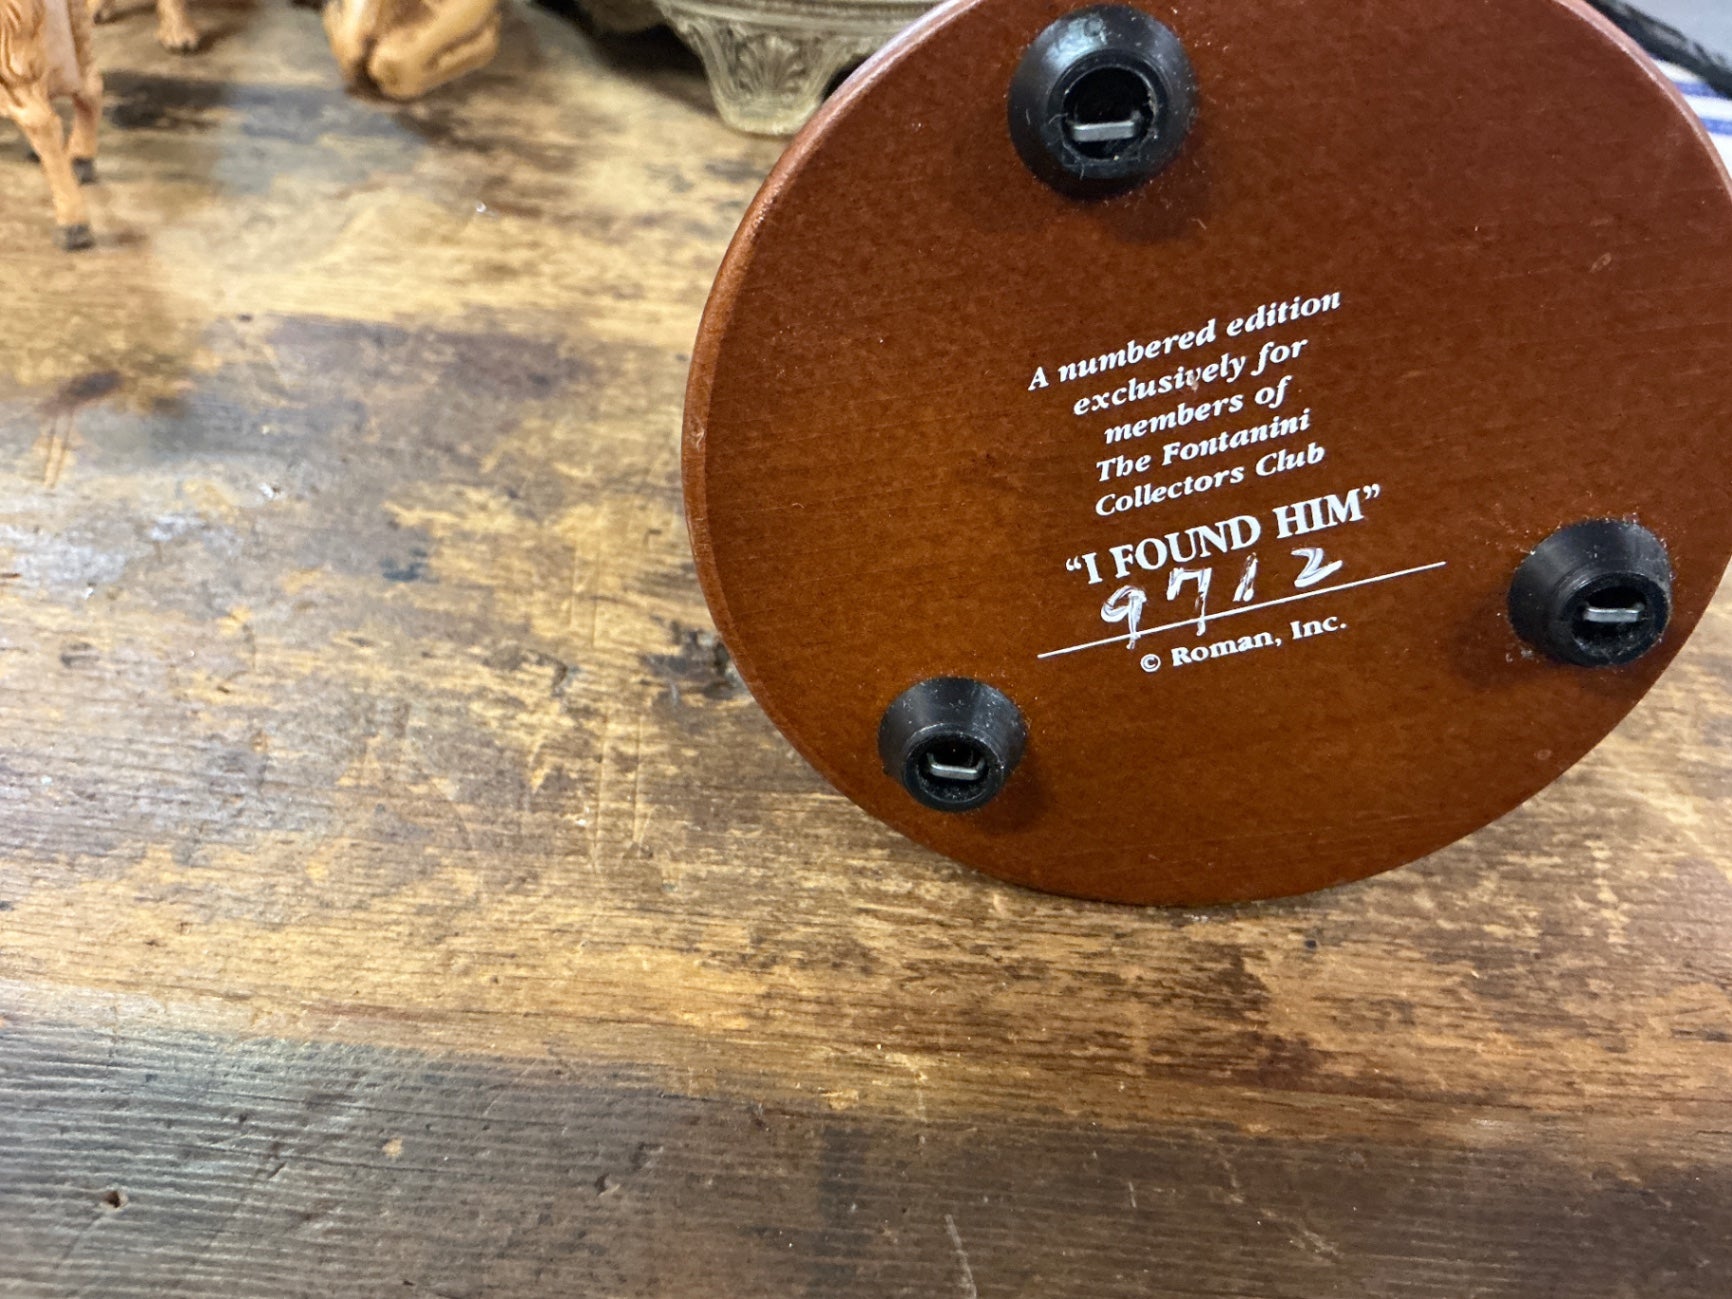 A numbered edition
exclusively for
members of
The Fontanini
Collectors Club
“I FOUND HIM”
9712
© Roman, Inc.